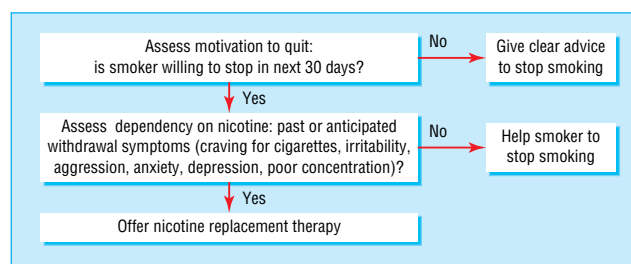 Assess motivation to quit:
is smoker willing to stop in next 30 days?
No
Give clear advice
to stop smoking
Yes
Assess dependency on nicotine: past or anticipated
withdrawal symptoms (craving for cigarettes, irritability,
aggression, anxiety, depression, poor concentration)?
No
Help smoker to
stop smoking
Yes
Offer nicotine replacement therapy